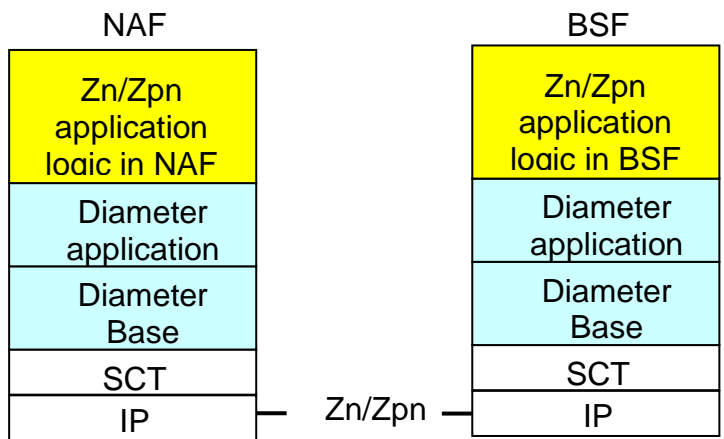 NAF
Zn/Zpn
application
logic in NAF
Diameter
application
Diameter
Base
SCT
IP
Zn/Zpn
BSF
Zn/Zpn
application
logic in BSF
Diameter
application
Diameter
Base
SCT
IP